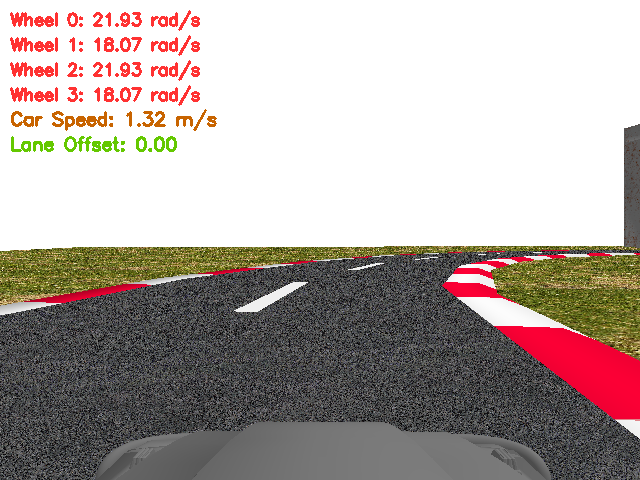 Wheel 0: 21.93 rad/s
Wheel 1: 18.07 rad/s
Wheel 2: 21.93 rad/s
Wheel 3: 18.07 rad/s
Car Speed: 1.32 m/s
Lane Offset: 0.00